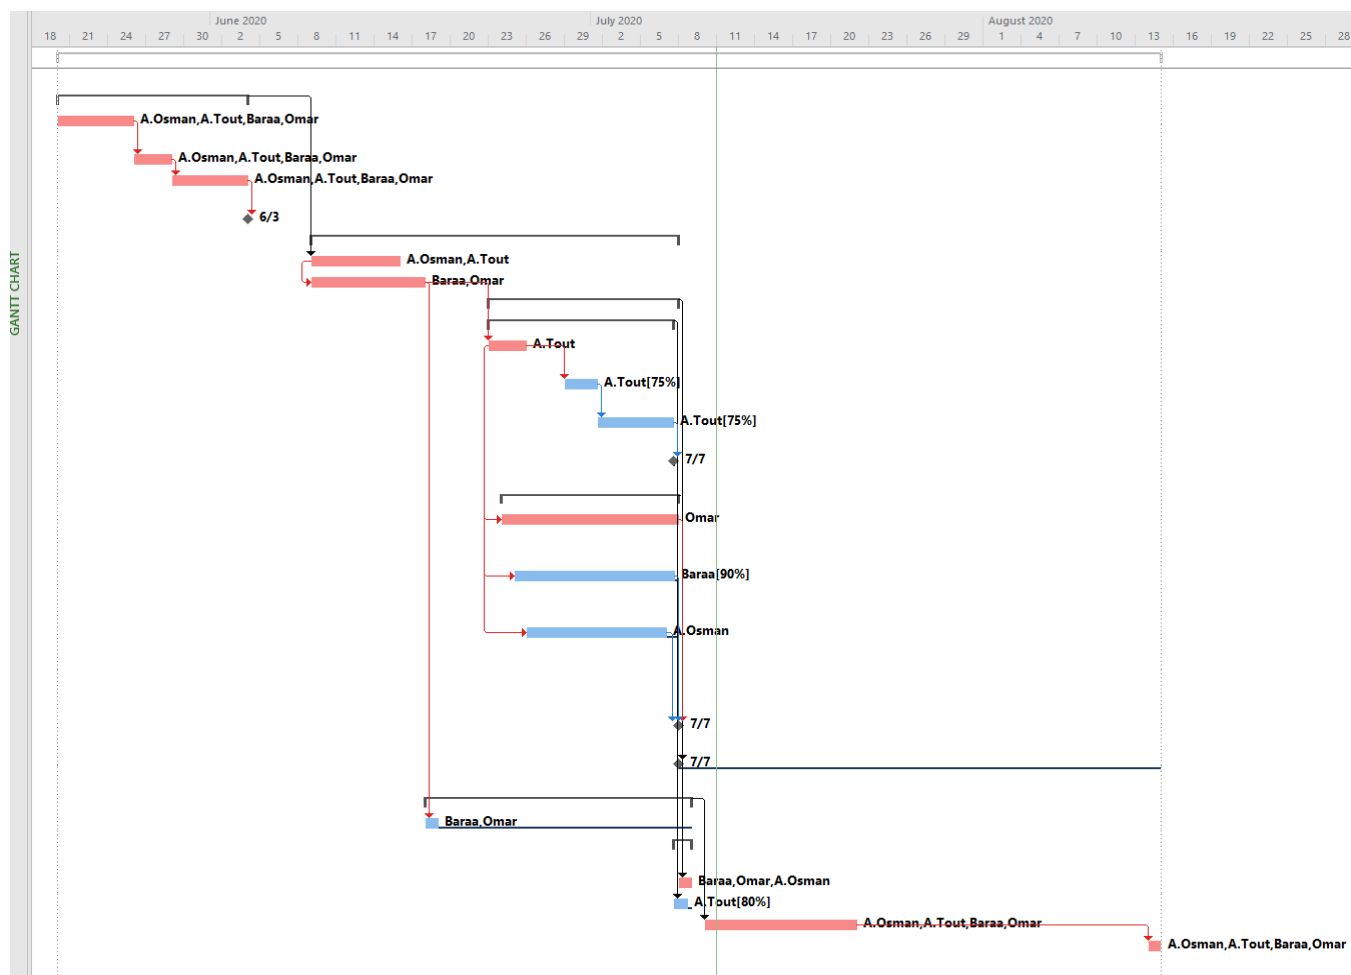 June 2020 July 2020 August 2020
18 21 24 27 30 2 5 8 11 14 17 20 23 26 29 2 5 8 11 14 17 20 23 26 29 1 4 7 10 13 16 19 22 25 28
A.Osman,A.Tout,Baraa,Omar
A.Osman,A.Tout,Baraa,Omar
A.Osman,A.Tout,Baraa,Omar
6/3
GANTT CHART
A.Osman,A.Tout
Baraa,Omar
A.Tout
A.Tout[75%]
A.Tout[75%]
7/7
Omar
Baraa[90%]
A.Osman
7/7
7/7
Baraa,Omar
Baraa,Omar,A.Osman
A.Tout[80%]
A.Osman,A.Tout,Baraa,Omar
A.Osman,A.Tout,Baraa,Omar